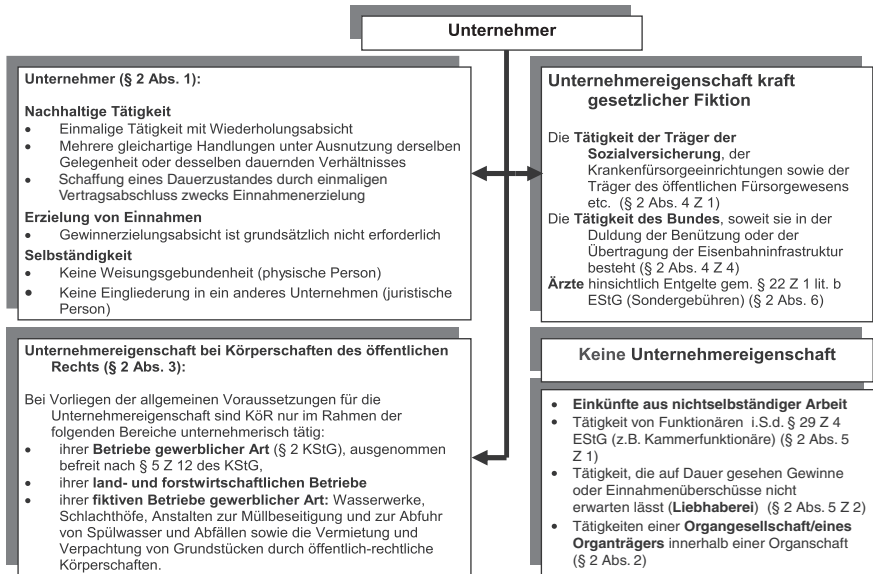 Unternehmer
Unternehmer (§ 2 Abs. 1):
Nachhaltige Tätigkeit
• Einmalige Tätigkeit mit Wiederholungsabsicht
• Mehrere gleichartige Handlungen unter Ausnutzung derselben
Gelegenheit oder desselben dauernden Verhältnisses
• Schaffung eines Dauerzustandes durch einmaligen
Vertragsabschluss zwecks Einnahmenerzielung
Erzielung von Einnahmen
• Gewinnerzielungsabsicht ist grundsätzlich nicht erforderlich
Selbständigkeit
• Keine Weisungsgebundenheit (physische Person)
• Keine Eingliederung in ein anderes Unternehmen (juristische
Person)
Unternehmereigenschaft kraft
gesetzlicher Fiktion
Die Tätigkeit der Träger der
Sozialversicherung, der
Krankenfürsorgeeinrichtungen sowie der
Träger des öffentlichen Fürsorgewesens
etc. (§ 2 Abs. 4 Z 1)
Die Tätigkeit des Bundes, soweit sie in der
Duldung der Benützung oder der
Übertragung der Eisenbahninfrastruktur
besteht (§ 2 Abs. 4 Z 4)
Ärzte hinsichtlich Entgelte gem. § 22 Z 1 lit. b
EStG (Sondergebühren) (§ 2 Abs. 6)
Unternehmereigenschaft bei Körperschaften des öffentlichen
Rechts (§ 2 Abs. 3):
Bei Vorliegen der allgemeinen Voraussetzungen für die
Unternehmereigenschaft sind KöR nur im Rahmen der
folgenden Bereiche unternehmerisch tätig:
• ihrer Betriebe gewerblicher Art (§ 2 KStG), ausgenommen
befreit nach § 5 Z 12 des KStG,
• ihrer land- und forstwirtschaftlichen Betriebe
• ihrer fiktiven Betriebe gewerblicher Art: Wasserwerke,
Schlachthöfe, Anstalten zur Müllbeseitigung und zur Abfuhr
von Spülwasser und Abfällen sowie die Vermietung und
Verpachtung von Grundstücken durch öffentlich-rechtliche
Körperschaften.
Keine Unternehmereigenschaft
• Einkünfte aus nichtselbständiger Arbeit
• Tätigkeit von Funktionären i.S.d. § 29 Z 4
EStG (z.B. Kammerfunktionäre) (§ 2 Abs. 5
Z 1)
• Tätigkeit, die auf Dauer gesehen Gewinne
oder Einnahmenüberschüsse nicht
erwarten lässt (Liebhaberei) (§ 2 Abs. 5 Z 2)
• Tätigkeiten einer Organgesellschaft/eines
Organträgers innerhalb einer Organschaft
(§ 2 Abs. 2)